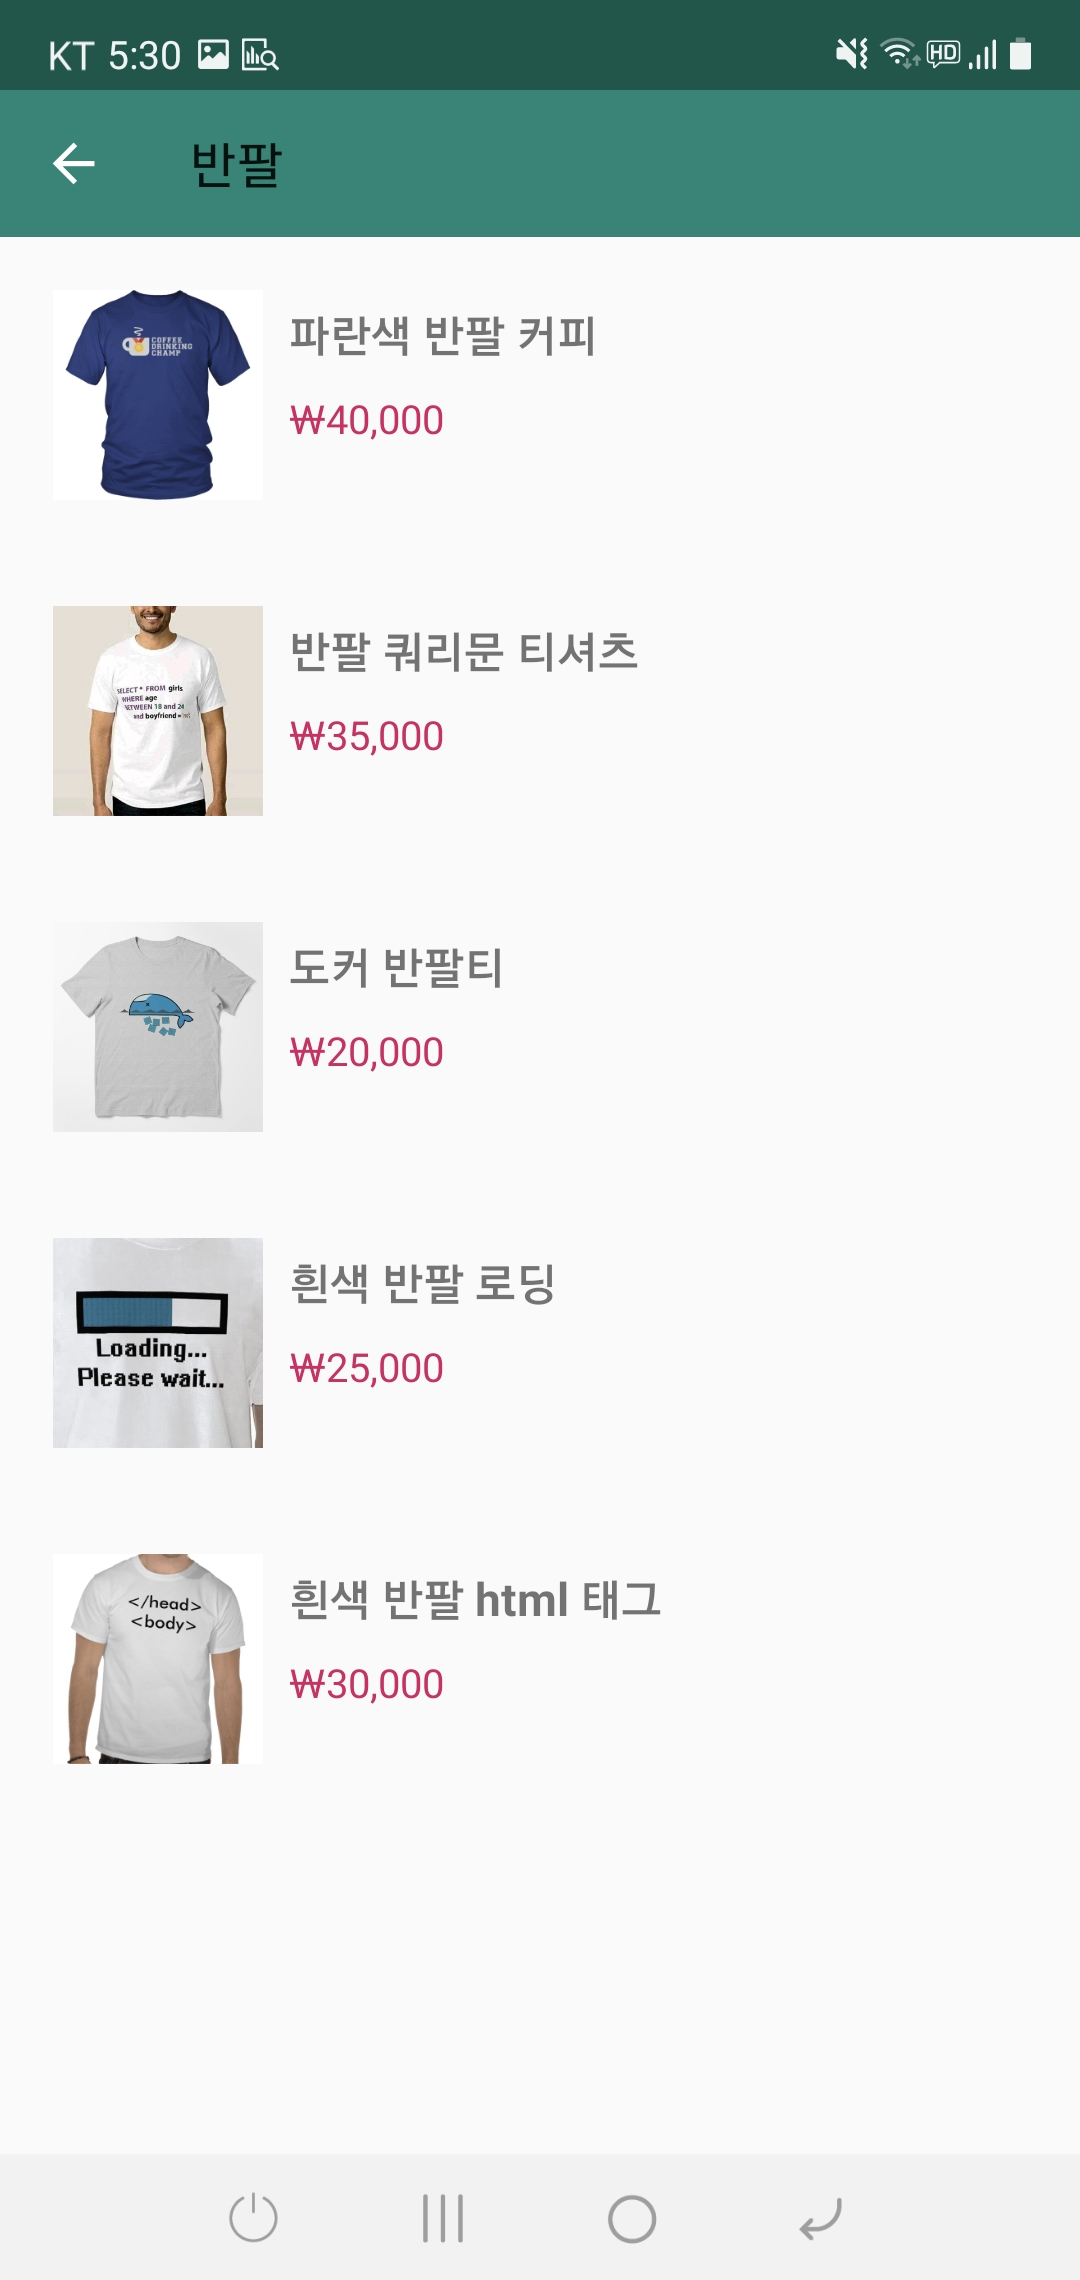 KT 5:30
HD
반팔
COFFEE
DRINKING
CHAMP
파란색 반팔 커피
₩40,000
SELECT * FROM girls
WHERE age
BETWEEN 18 and 24
and boyfriend =
반팔 쿼리문 티셔츠
₩35,000
도커 반팔티
₩20,000
Loading...
Please wait...
흰색 반팔 로딩
₩25,000
</head>
<body>
흰색 반팔 html 태그
₩30,000